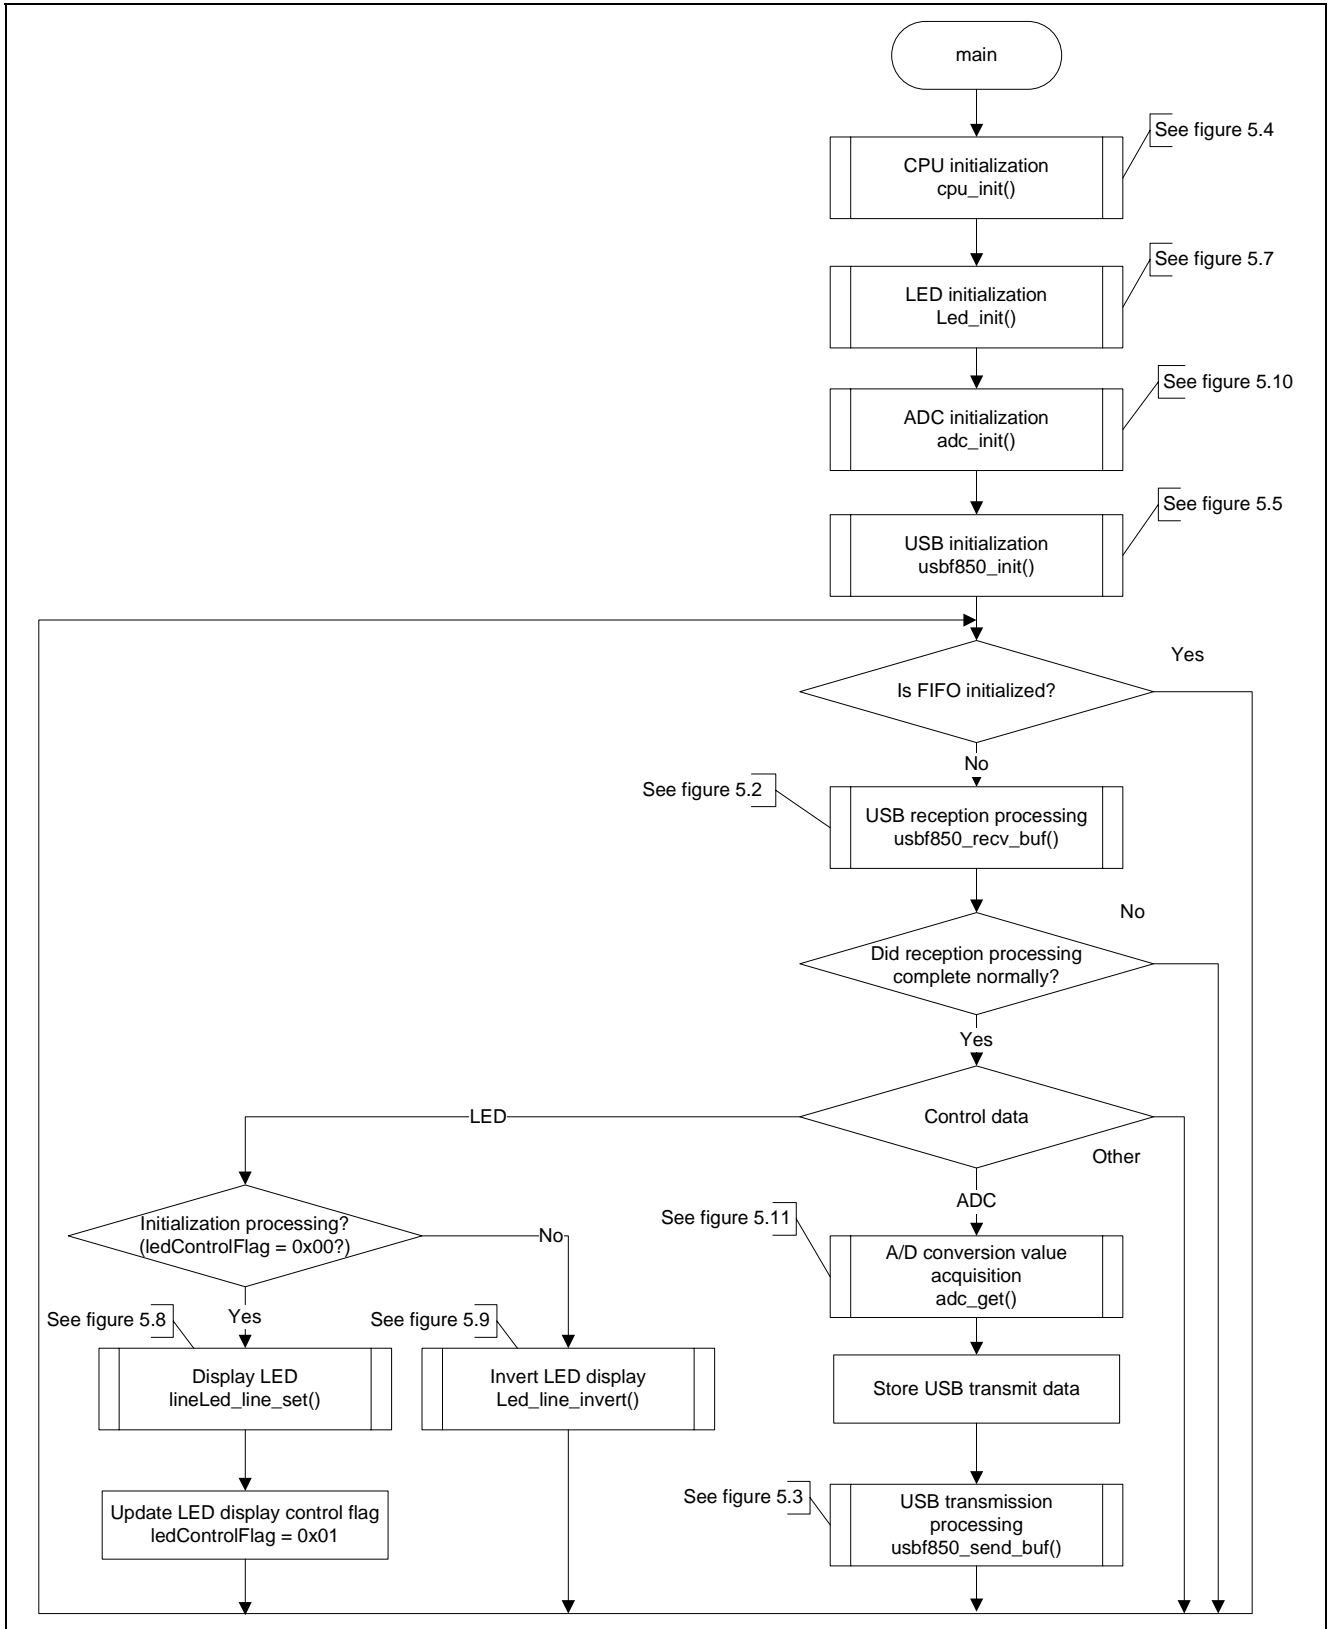 main
See figure 5.4
CPU initialization
cpu_init()
See figure 5.7
LED initialization
Led_init()
See figure 5.10
ADC initialization
adc_init()
See figure 5.5
USB initialization
usbf850_init()
Yes
Is FIFO initialized?
No
See figure 5.2
USB reception processing
usbf850_recv_buf()
No
Did reception processing
complete normally?
Yes
LED
Control data
Other
ADC
Initialization processing?
(ledControlFlag = 0x00?)
No
See figure 5.11
A/D conversion value
acquisition
adc_get()
Yes
See figure 5.8
See figure 5.9
Display LED
lineLed_line_set()
Invert LED display
Led_line_invert()
Store USB transmit data
See figure 5.3
USB transmission
processing
usbf850_send_buf()
Update LED display control flag
ledControlFlag = 0x01